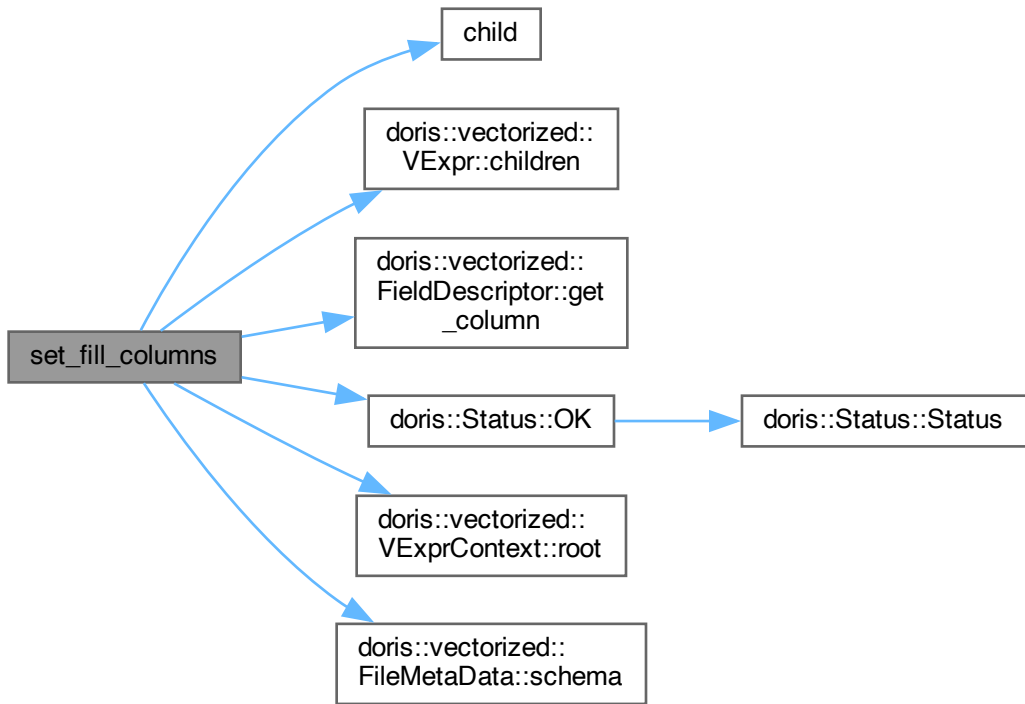 child
doris::vectorized::
VExpr::children
doris::vectorized::
FieldDescriptor::get
_column
set_fill_columns
doris::Status::OK
doris::Status::Status
doris::vectorized::
VExprContext::root
doris::vectorized::
FileMetaData::schema